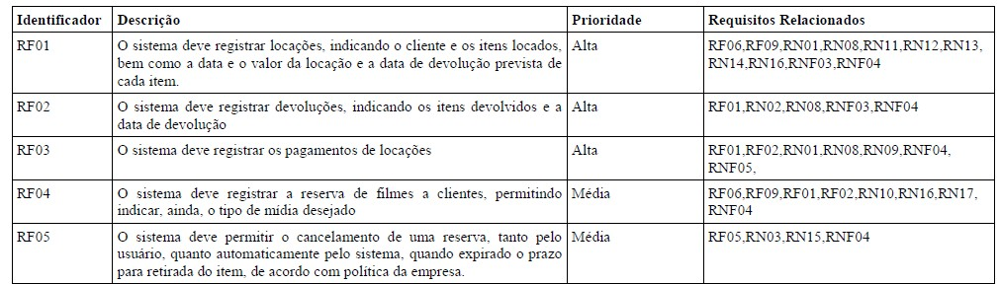 Identificador Descrição Prioridade Requisitos Relacionados
RF01 O sistema deve registrar locações, indicando o cliente e os itens locados, Alta RF06,RF09,RN01,RN08,RN11,RN12,RN13,
bem como a data e o valor da locação e a data de devolução prevista de RN14,RN16,RNF03,RNF04
cada item.
RF02 O sistema deve registrar devoluções, indicando os itens devolvidos e a Alta RF01,RN02,RN08,RNF03,RNF04
data de devolução
RF03 O sistema deve registrar os pagamentos de locações Alta RF01,RF02,RN01,RN08,RN09,RNF04,
RNF05,
RF04 O sistema deve registrar a reserva de filmes a clientes, permitindo Média RF06,RF09,RF01,RF02,RN10,RN16,RN17,
indicar, ainda, o tipo de mídia desejado RNF04
RF05 O sistema deve permitir o cancelamento de uma reserva, tanto pelo Média RF05,RN03,RN15,RNF04
usuário, quanto automaticamente pelo sistema, quando expirado o prazo
para retirada do item, de acordo com política da empresa.